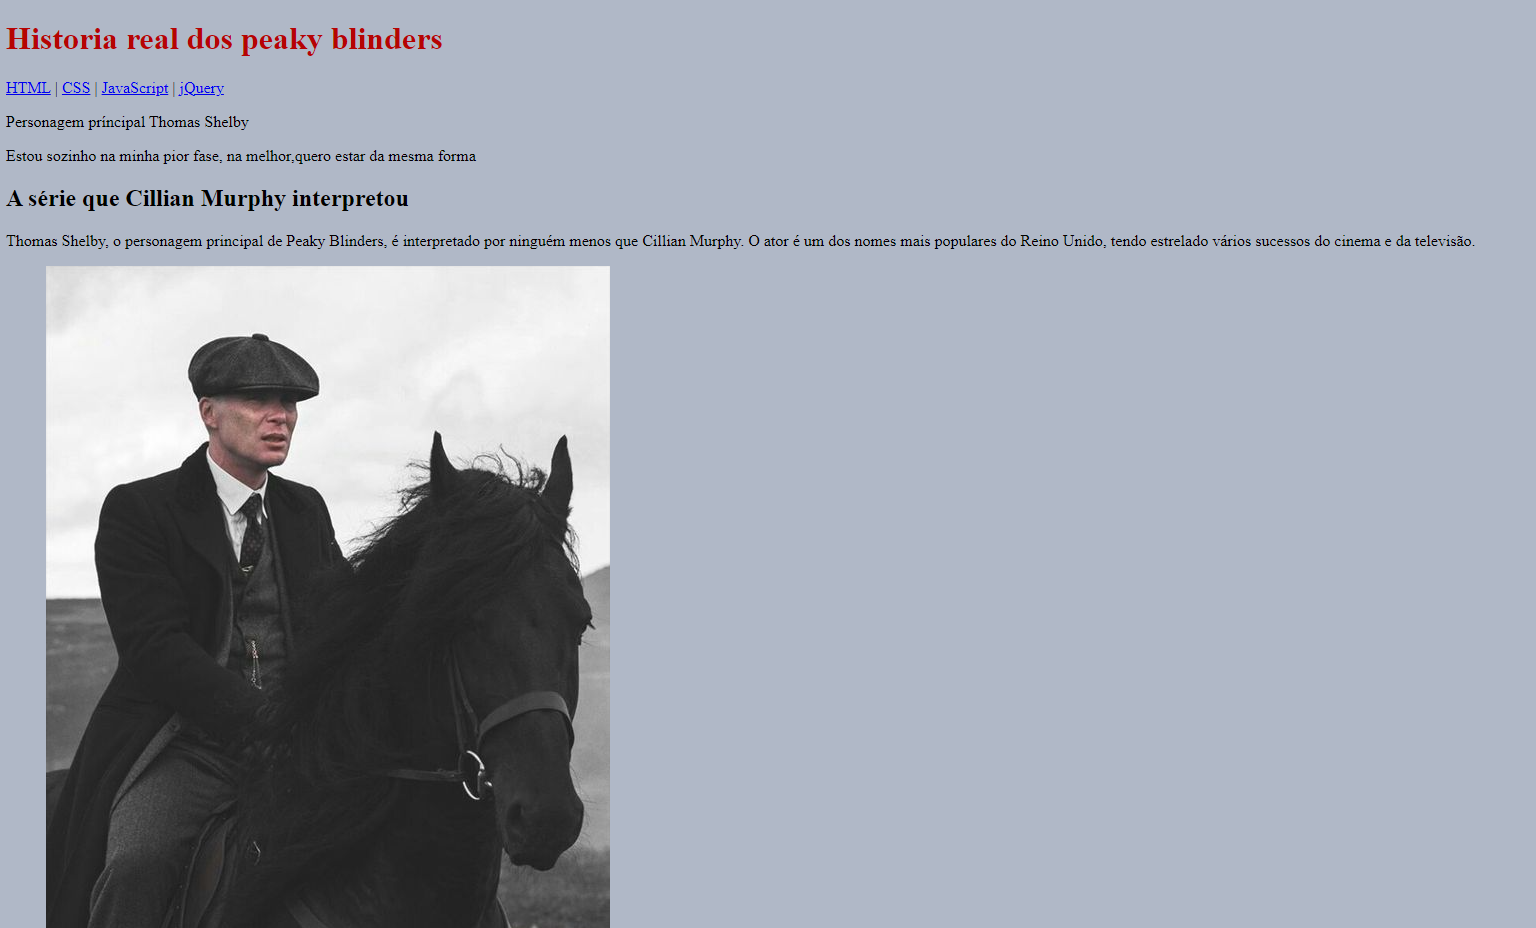 Historia real dos peaky blinders
HTML | CSS | JavaScript | jQuery
Personagem príncipal Thomas Shelby
Estou sozinho na minha pior fase, na melhor,quero estar da mesma forma
A série que Cillian Murphy interpretou
Thomas Shelby, o personagem principal de Peaky Blinders, é interpretado por ninguém menos que Cillian Murphy. O ator é um dos nomes mais populares do Reino Unido, tendo estrelado vários sucessos do cinema e da televisão.